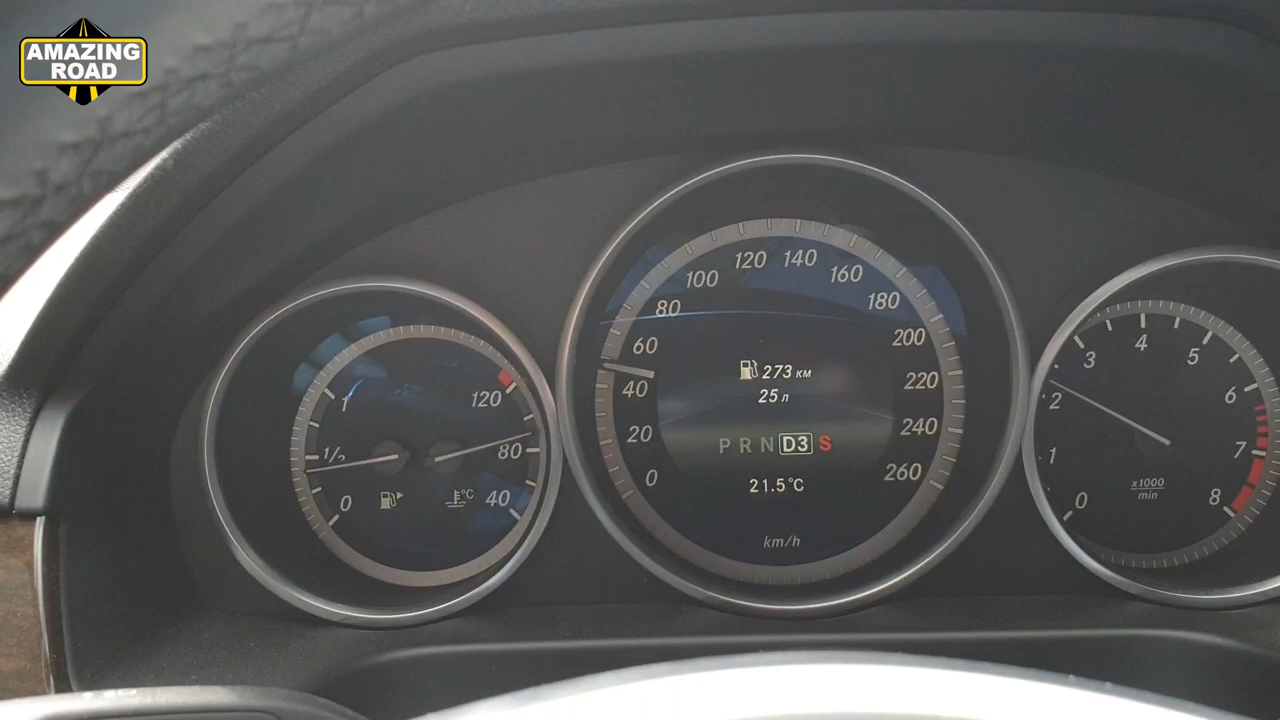 AMAZING
ROAD
1
1/2
0
120
80
40
°C
0
20
40
60
80
100
120
140
160
180
200
220
240
260
273 км
25 л
P R N D3 S
21.5°C
km/h
0
1
2
3
4
5
6
7
8
x1000
min